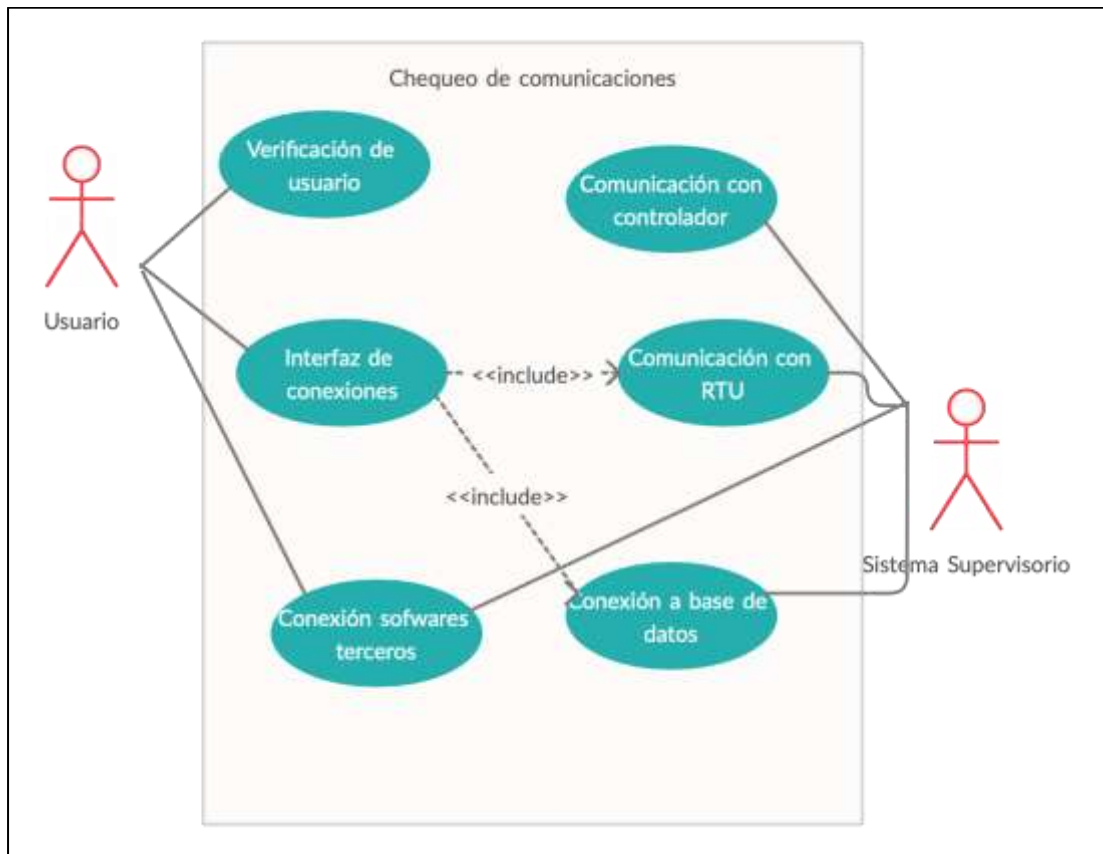 Chequeo de comunicaciones
Verificación de
usuario
Comunicación con
controlador
Usuario
Interfaz de
conexiones
<<include>>
Comunicación con
RTU
<<include>>
Sistema Supervisorio
Conexión sofwares
terceros
Conexión a base de
datos